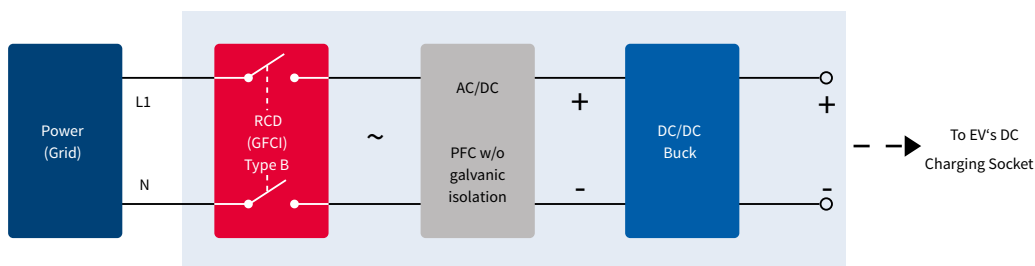 Power
(Grid)
L1
N
RCD
(GFCI)
Type B
~
AC/DC
PFC w/o
galvanic
isolation
+
-
DC/DC
Buck
+
-
To EV‘s DC
Charging Socket